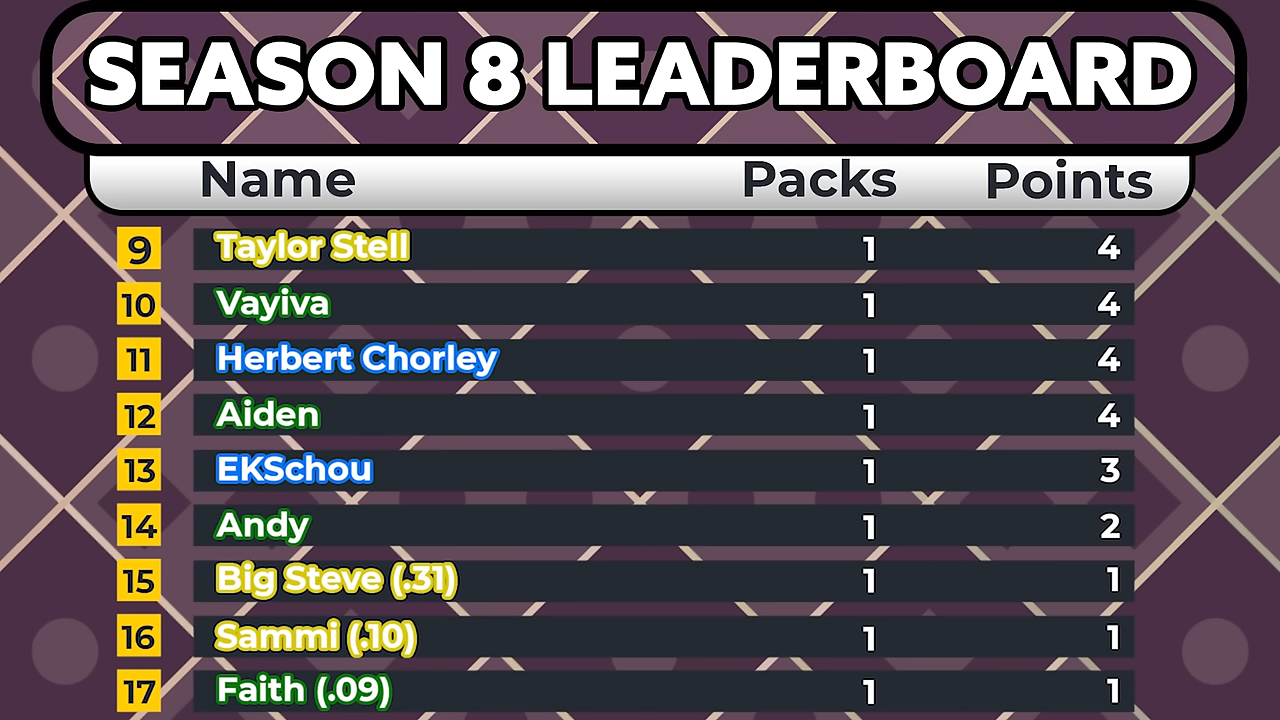 SEASON 8 LEADERBOARD
Name Packs Points
9 Taylor Stell 1 4
10 Vayiva 1 4
11 Herbert Chorley 1 4
12 Aiden 1 4
13 EKSchou 1 3
14 Andy 1 2
15 Big Steve (.31) 1 1
16 Sammi (.10) 1 1
17 Faith (.09) 1 1